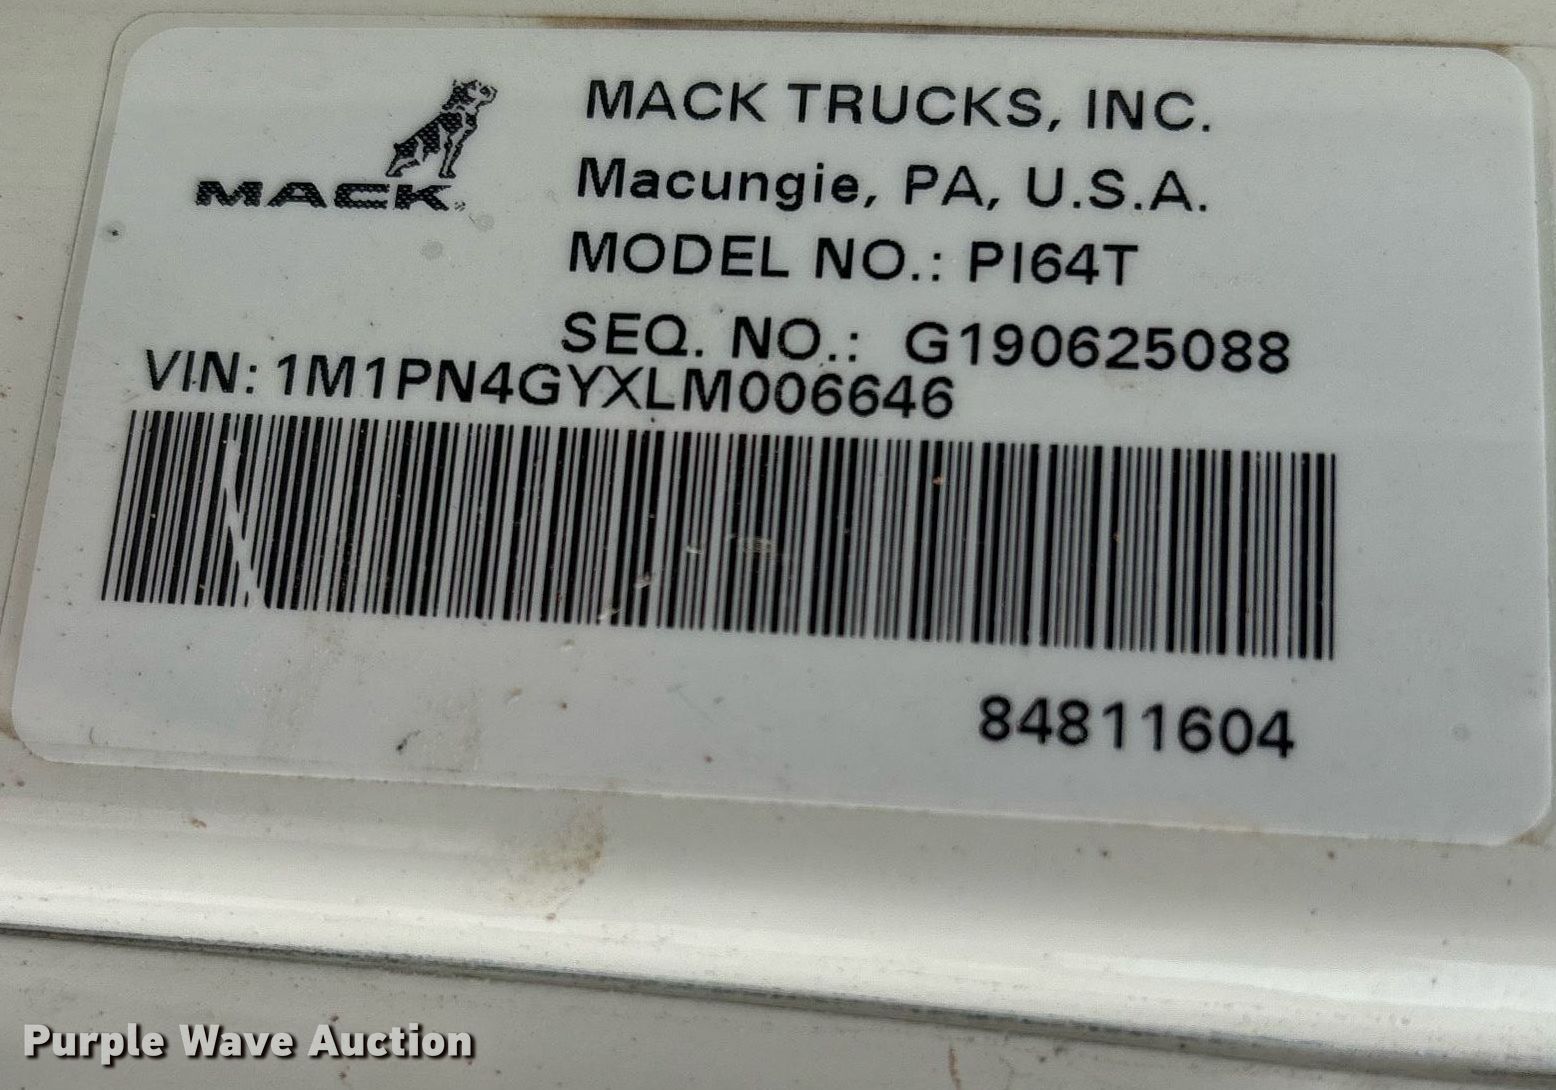 MACK TRUCKS, INC.
MACK
Macungie, PA, U.S.A.
MODEL NO.: PI64T
SEQ. NO.: G190625088
VIN: 1M1PN4GYXLM006646
84811604
Purple Wave Auction